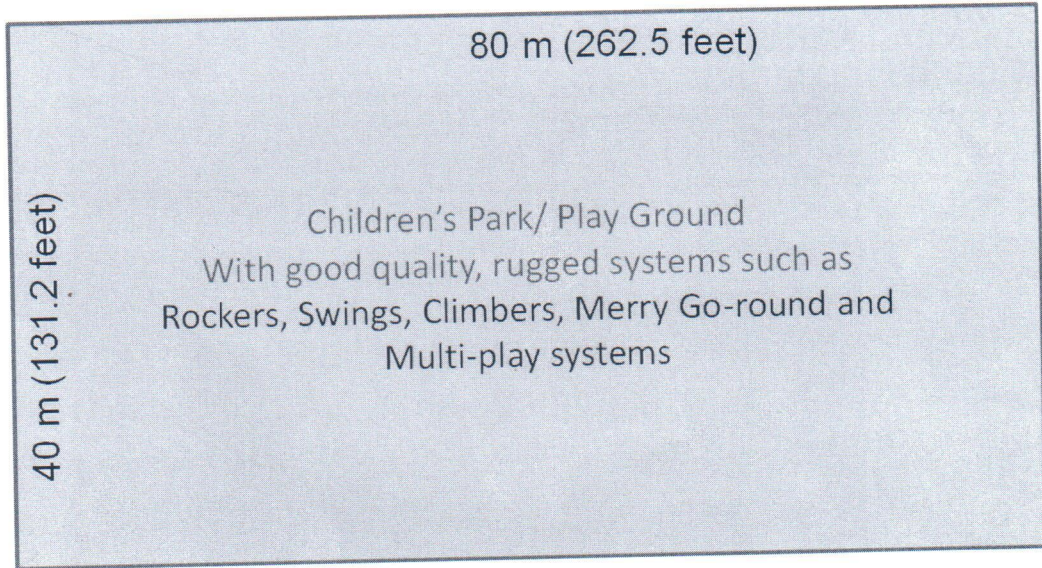 80 m (262.5 feet)
40 m (131.2 feet)
Children's Park/ Play Ground
With good quality, rugged systems such as
Rockers, Swings, Climbers, Merry Go-round and
Multi-play systems